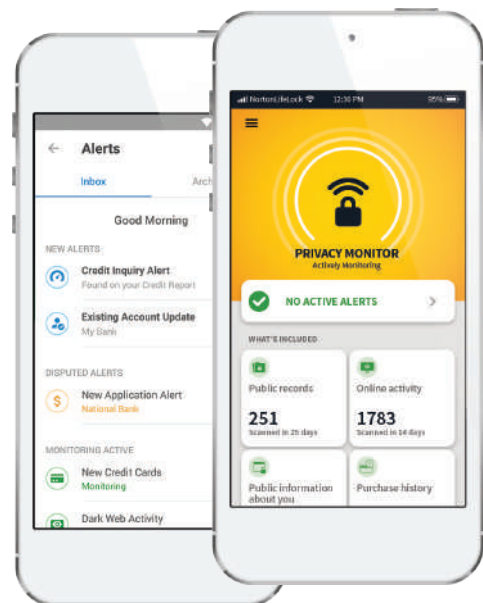 Alerts
Inbox
Arch
Good Morning
NEW ALERTS
Credit Inquiry Alert
Found on your Credit Report
Existing Account Update
My Bank
DISPUTED ALERTS
New Application Alert
National Bank
MONITORING ACTIVE
New Credit Cards
Monitoring
Dark Web Activity
NortonLifeLock 12:30 PM 95%
PRIVACY MONITOR
Actively Monitoring
NO ACTIVE ALERTS
WHAT'S INCLUDED
Public records
251
Scanned in 25 days
Online activity
1783
Scanned in 14 days
Public information
about you
Purchase history